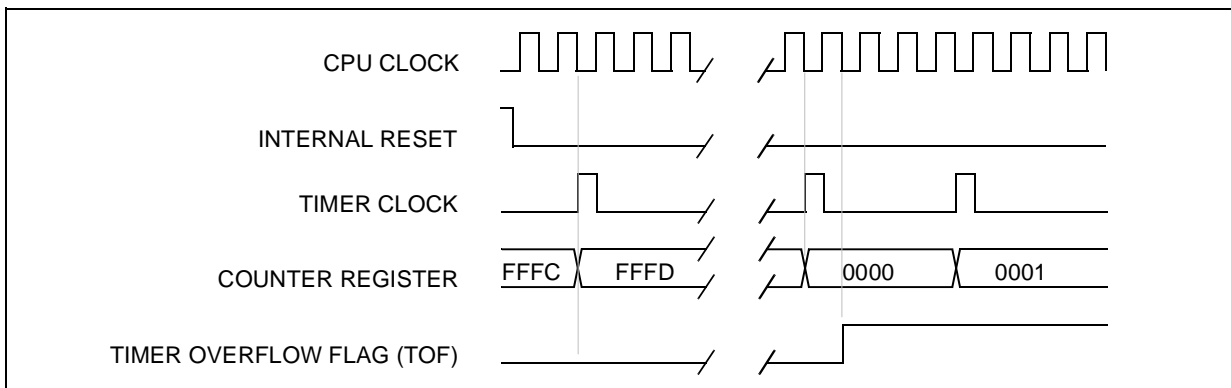 CPU CLOCK
INTERNAL RESET
TIMER CLOCK
COUNTER REGISTER FFFC FFFD 0000 0001
TIMER OVERFLOW FLAG (TOF)